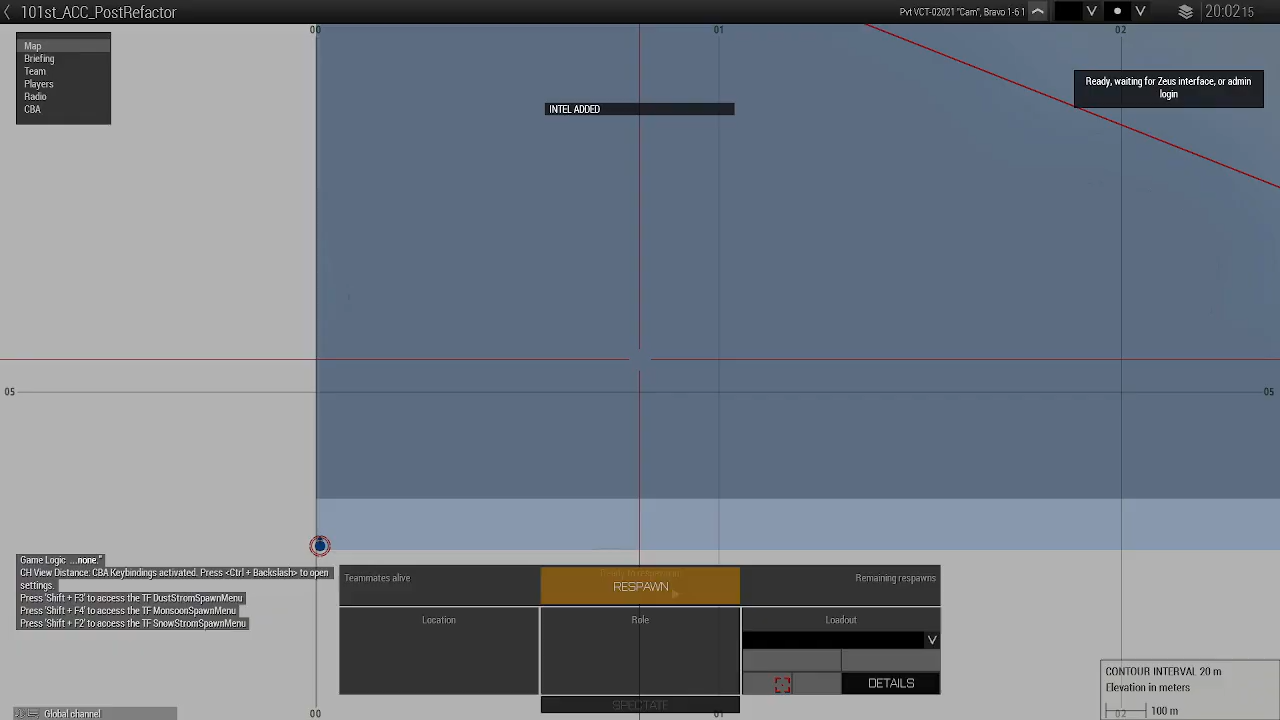 101st_ACC_PostRefactor
Pvt VCT-02021 "Cam", Bravo 1-6 1
20:02 15
00
01
02
Map
Briefing
Team
Players
Radio
CBA
Ready, waiting for Zeus interface, or admin
login
INTEL ADDED
05
05
Game Logic ...none."
CH View Distance: CBA Keybindings activated. Press <Ctrl + Backslash> to open
settings.
Press 'Shift + F3' to access the TF DustStromSpawnMenu
Press 'Shift + F4' to access the TF MonsoonSpawnMenu
Press 'Shift + F2' to access the TF SnowStromSpawnMenu
Teammates alive
RESPAWN
Remaining respawns
Location
Role
Loadout
DETAILS
SPECTATE
CONTOUR INTERVAL 20 m
Elevation in meters
100 m
Global channel
00
01
02